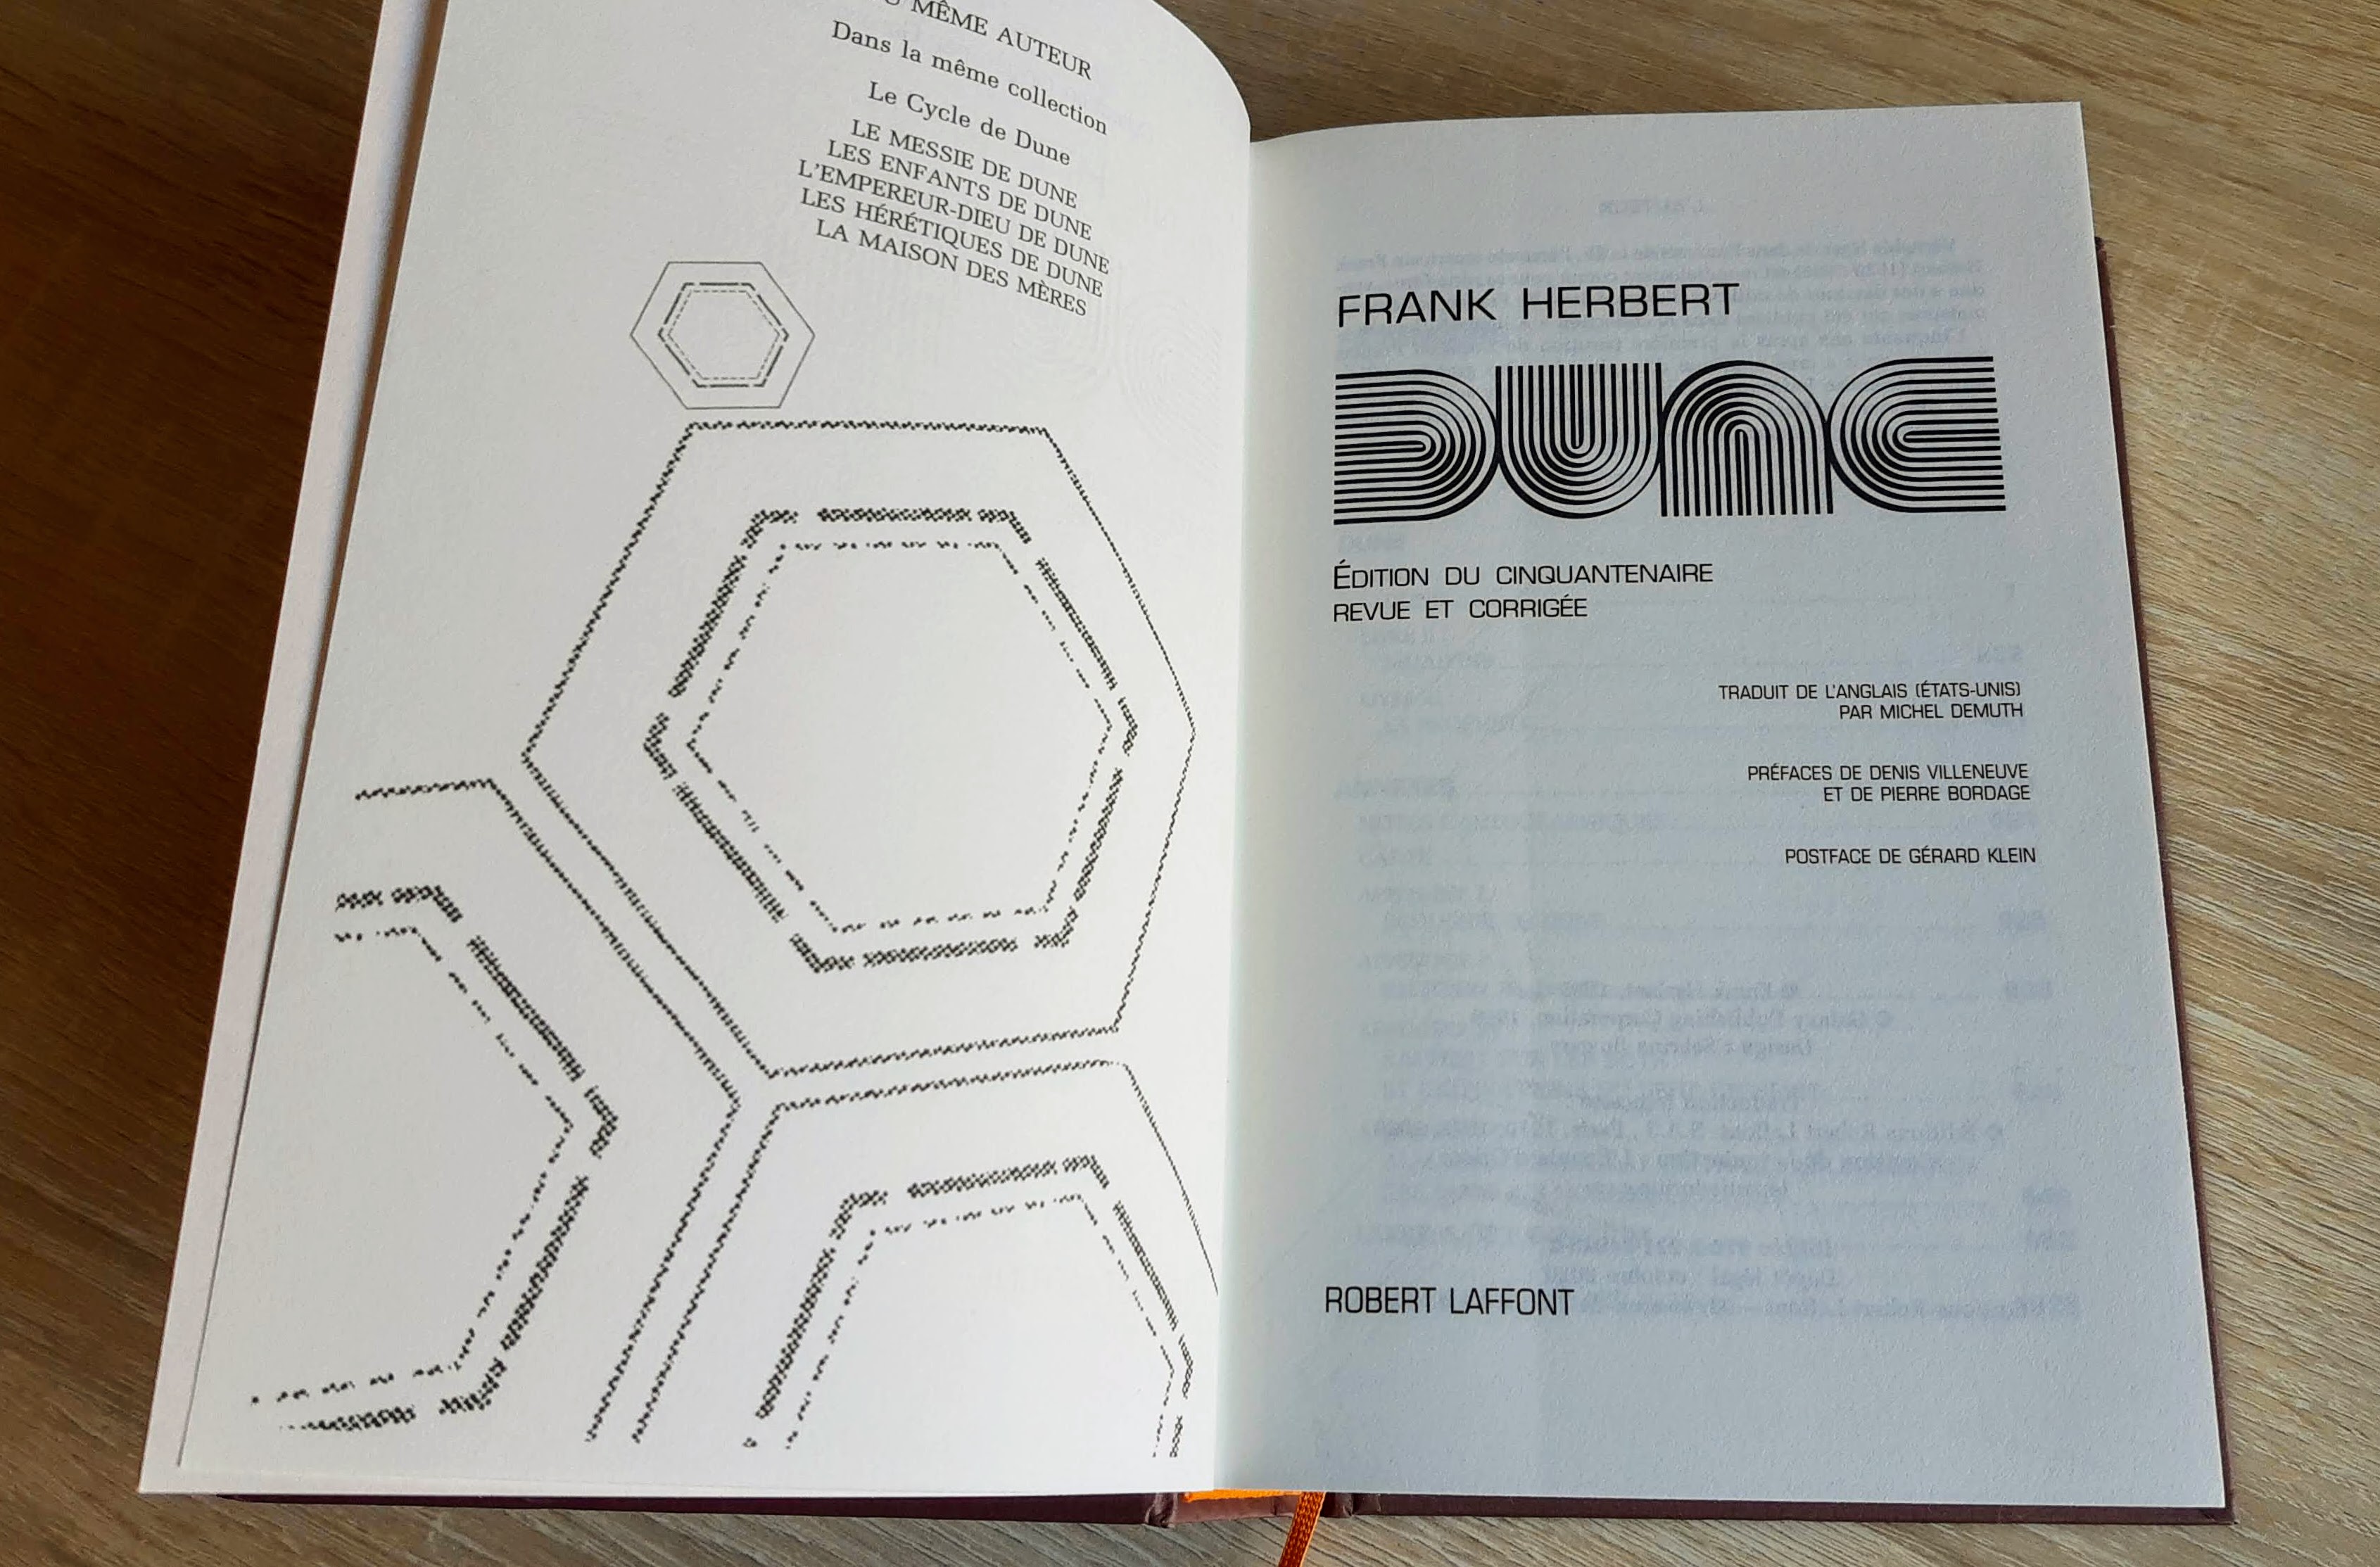 MÊME AUTEUR
Dans la même collection
Le Cycle de Dune
LE MESSIE DE DUNE
LES ENFANTS DE DUNE
L'EMPEREUR-DIEU DE DUNE
LES HÉRÉTIQUES DE DUNE
LA MAISON DES MÈRES
FRANK HERBERT
DUNE
ÉDITION DU CINQUANTENAIRE
REVUE ET CORRIGÉE
TRADUIT DE L'ANGLAIS (ÉTATS-UNIS)
PAR MICHEL DEMUTH
PRÉFACES DE DENIS VILLENEUVE
ET DE PIERRE BORDAGE
POSTFACE DE GÉRARD KLEIN
ROBERT LAFFONT